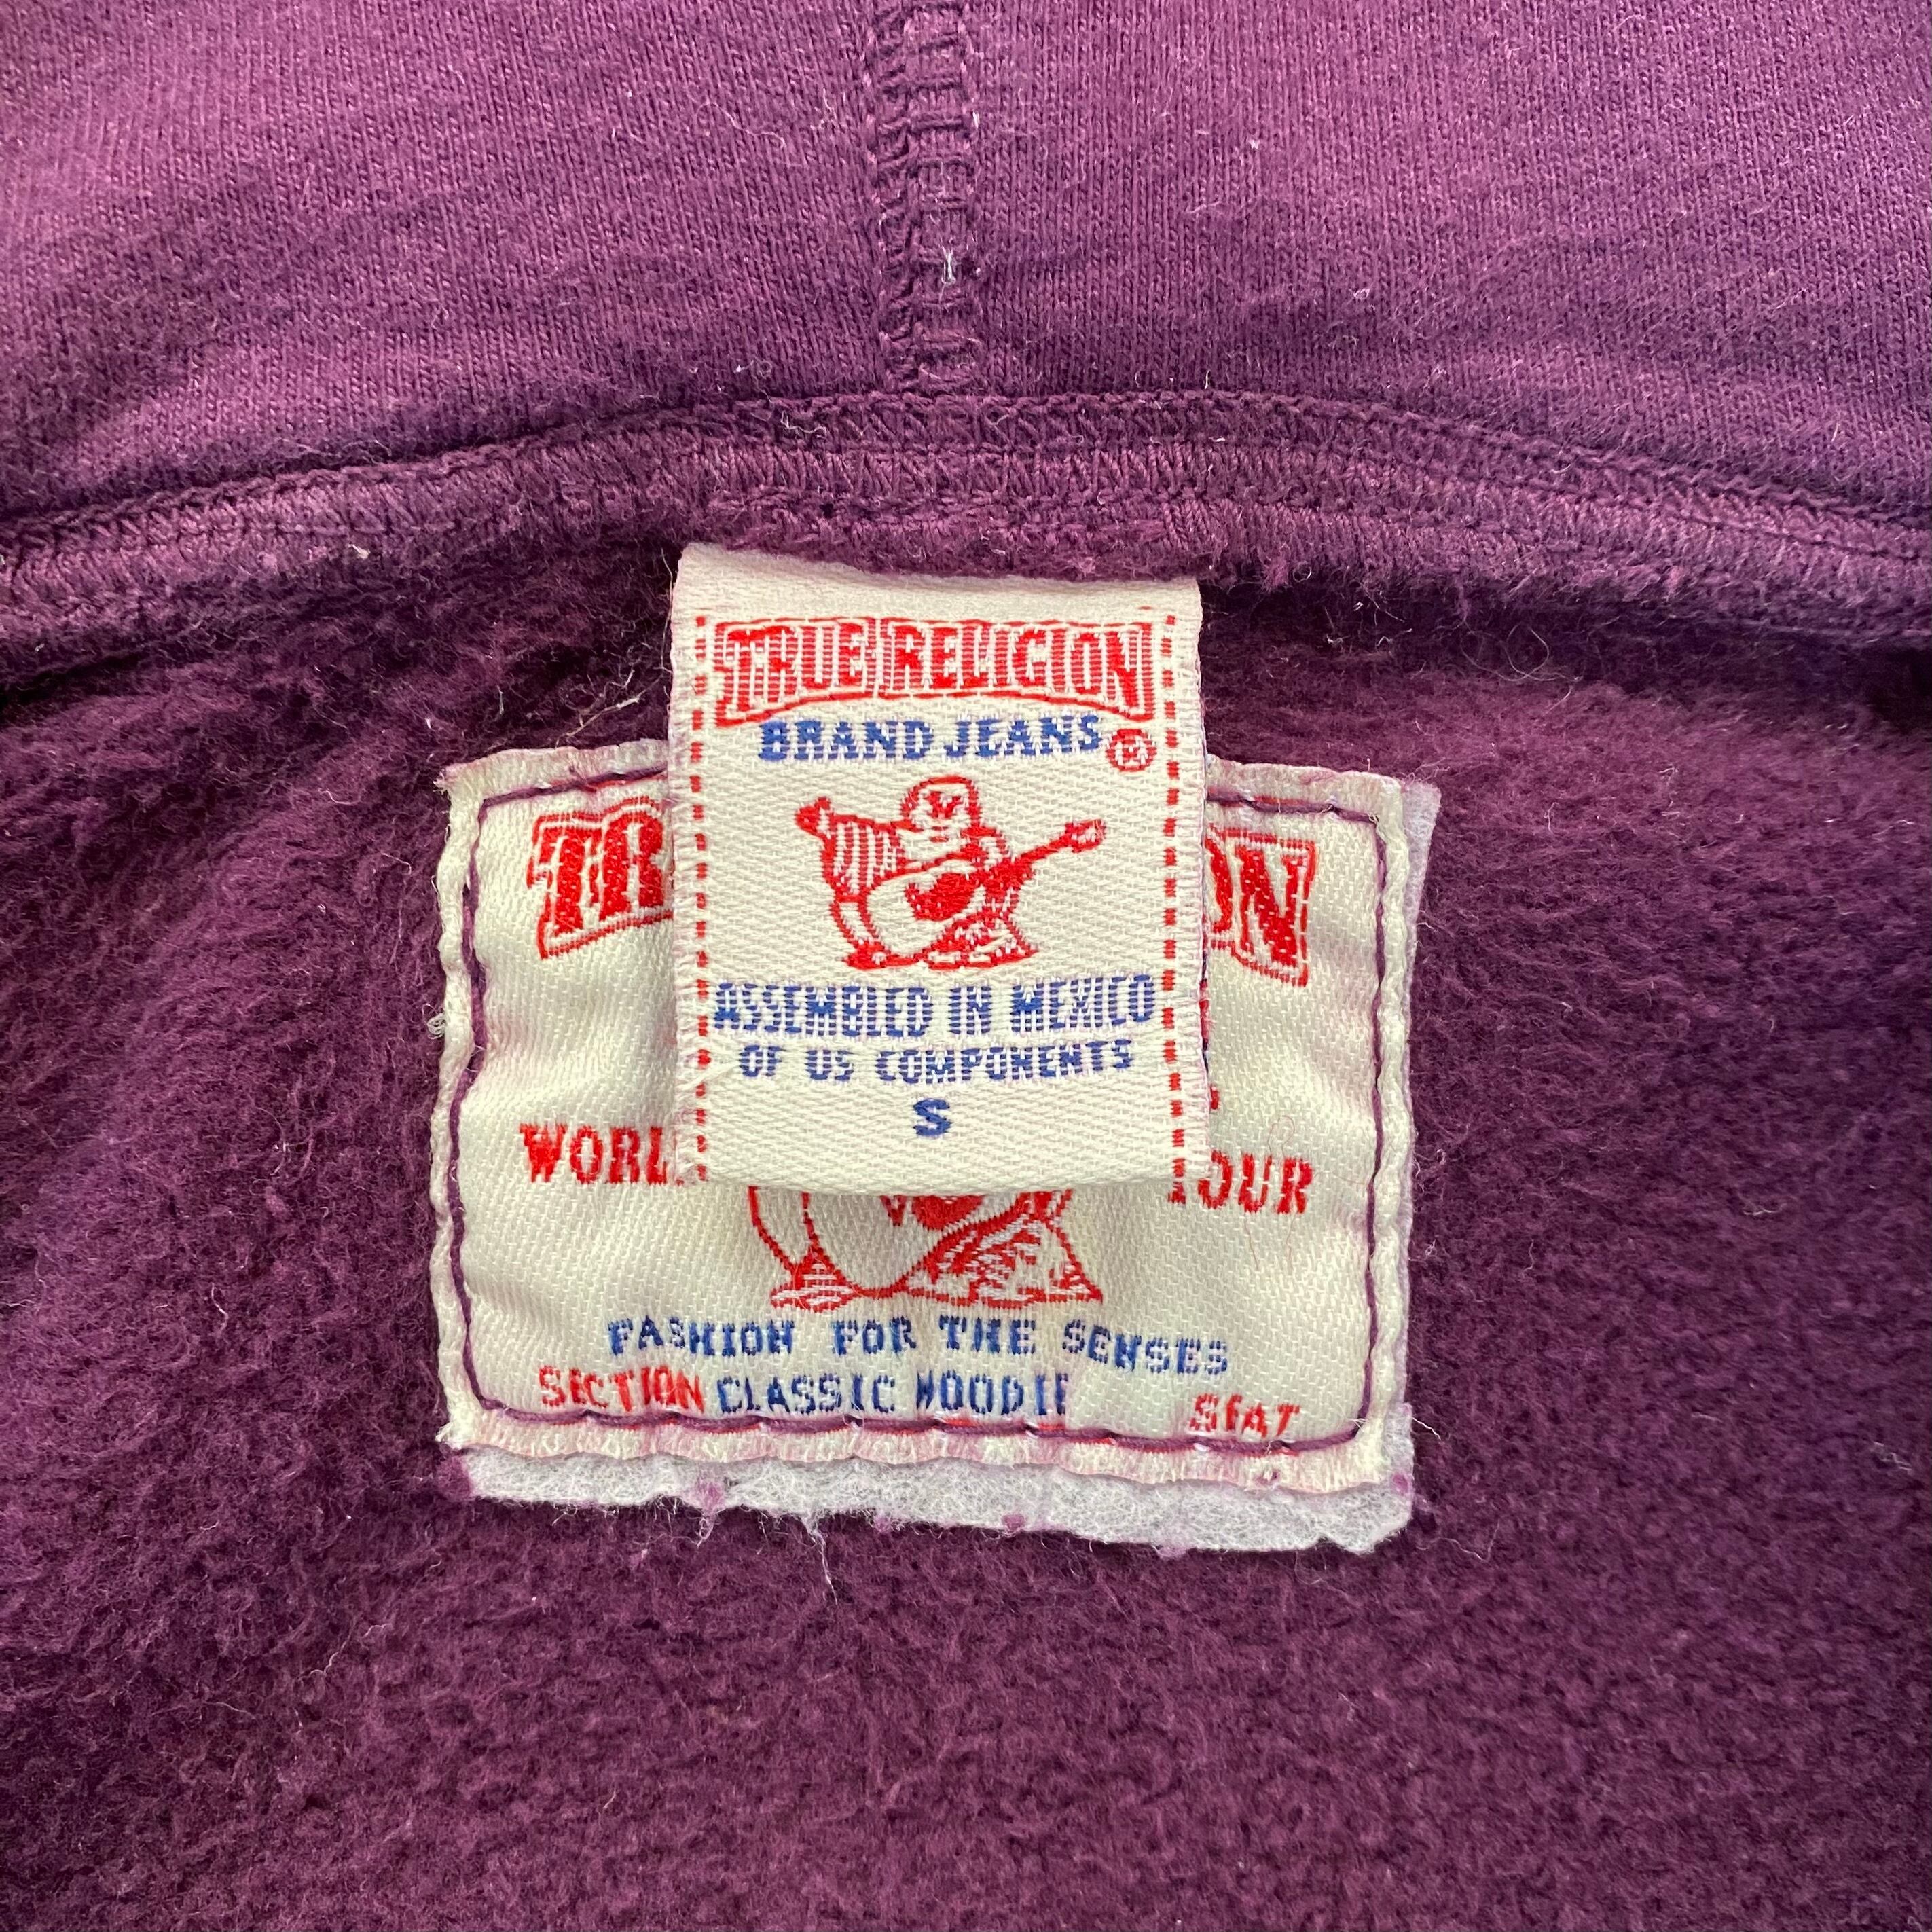 TRUE RELIGION
BRAND JEANS ®
ASSEMBLED IN MEXICO
OF US COMPONENTS
S
TR ON
WORL TOUR
FASHION FOR THE SENSES
SECTION CLASSIC HOODIE SEAT